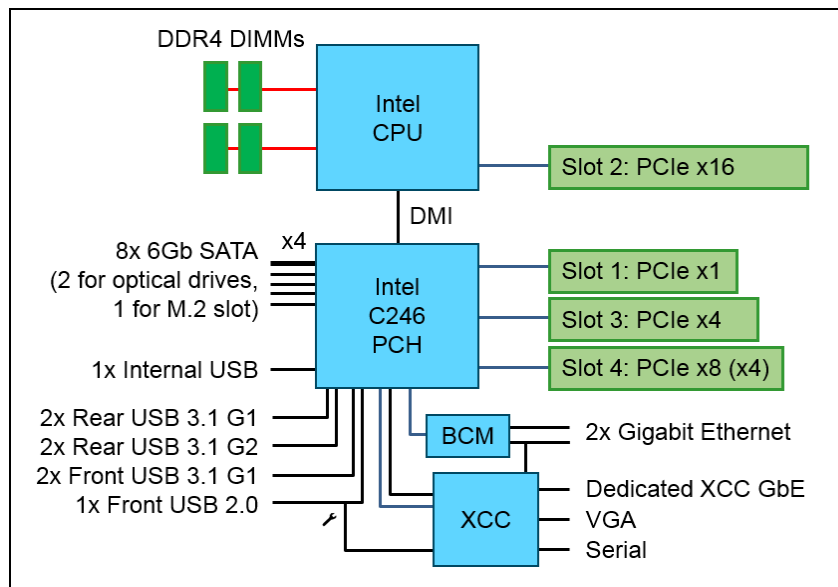 DDR4 DIMMs
Intel
CPU
Slot 2: PCIe x16
DMI
8x 6Gb SATA
x4
(2 for optical drives,
1 for M.2 slot)
Intel
C246
PCH
Slot 1: PCIe x1
Slot 3: PCIe x4
Slot 4: PCIe x8 (x4)
1x Internal USB
2x Rear USB 3.1 G1
2x Rear USB 3.1 G2
2x Front USB 3.1 G1
1x Front USB 2.0
BCM
2x Gigabit Ethernet
XCC
Dedicated XCC GbE
VGA
Serial